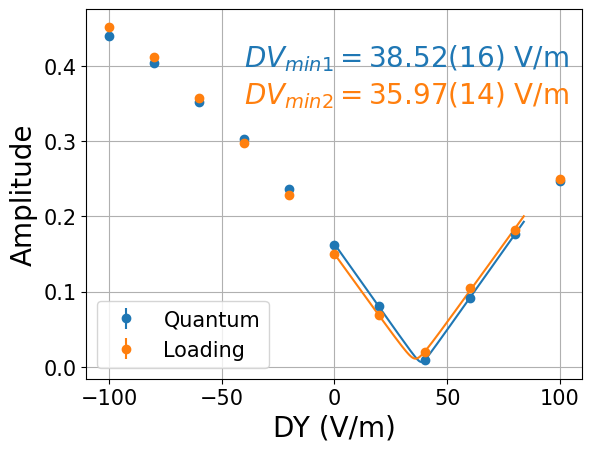 DV_min1 = 38.52(16) V/m
DV_min2 = 35.97(14) V/m
Amplitude
0.4
0.3
0.2
0.1
0.0
Quantum
Loading
−100
−50
0
50
100
DY (V/m)